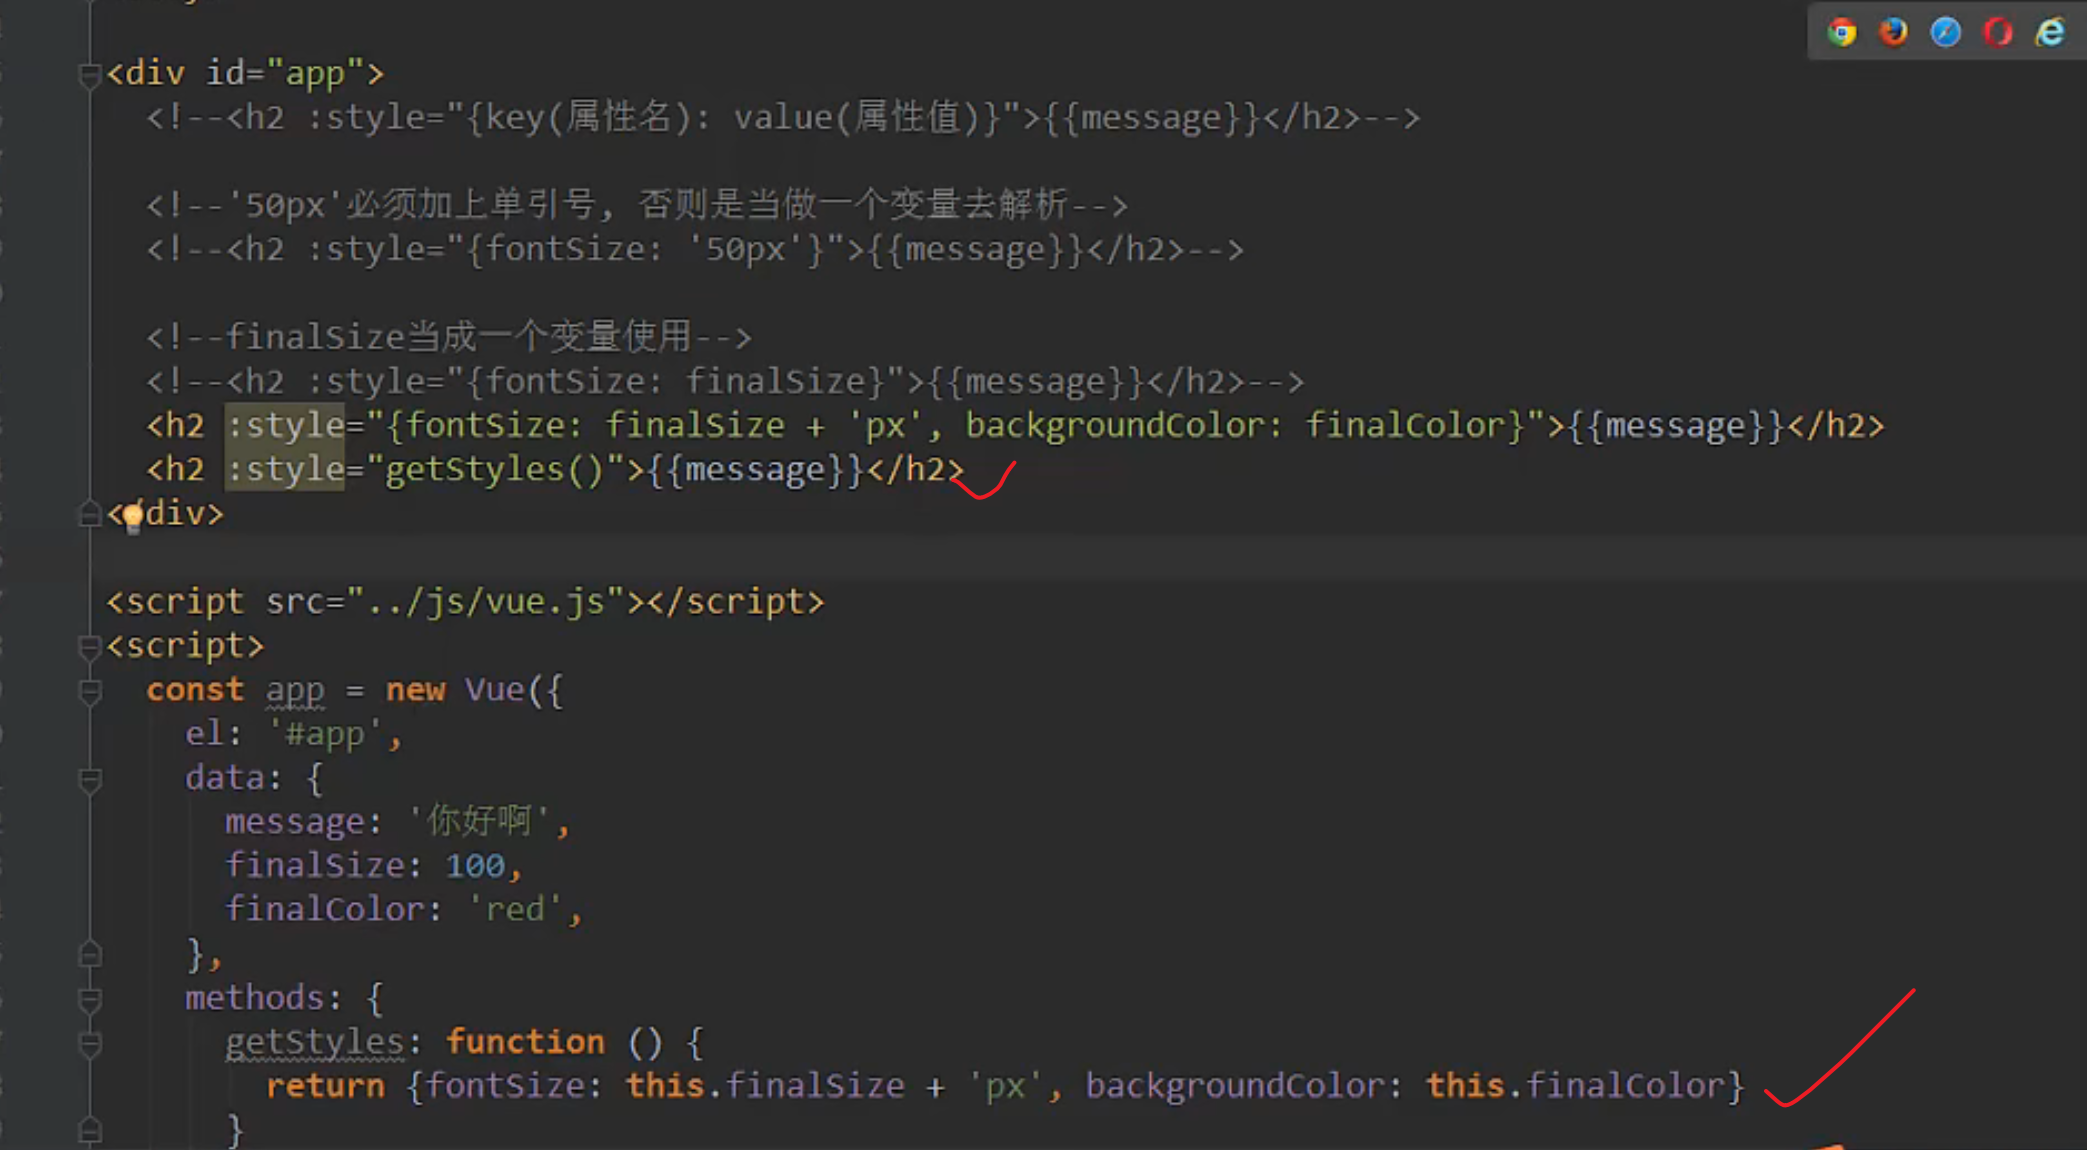 <div id="app">
<!--<h2 :style="{key(属性名): value(属性值)}">{{message}}</h2>-->
<!--'50px'必须加上单引号, 否则是当做一个变量去解析-->
<!--<h2 :style="{fontSize: '50px'}">{{message}}</h2>-->
<!--finalSize当成一个变量使用-->
<!--<h2 :style="{fontSize: finalSize}">{{message}}</h2>-->
<h2 :style="{fontSize: finalSize + 'px', backgroundColor: finalColor}">{{message}}</h2>
<h2 :style="getStyles()">{{message}}</h2>
<div>
<script src="../js/vue.js"></script>
<script>
const app = new Vue({
el: '#app',
data: {
message: '你好啊',
finalSize: 100,
finalColor: 'red',
},
methods: {
getStyles: function () {
return {fontSize: this.finalSize + 'px', backgroundColor: this.finalColor}
}